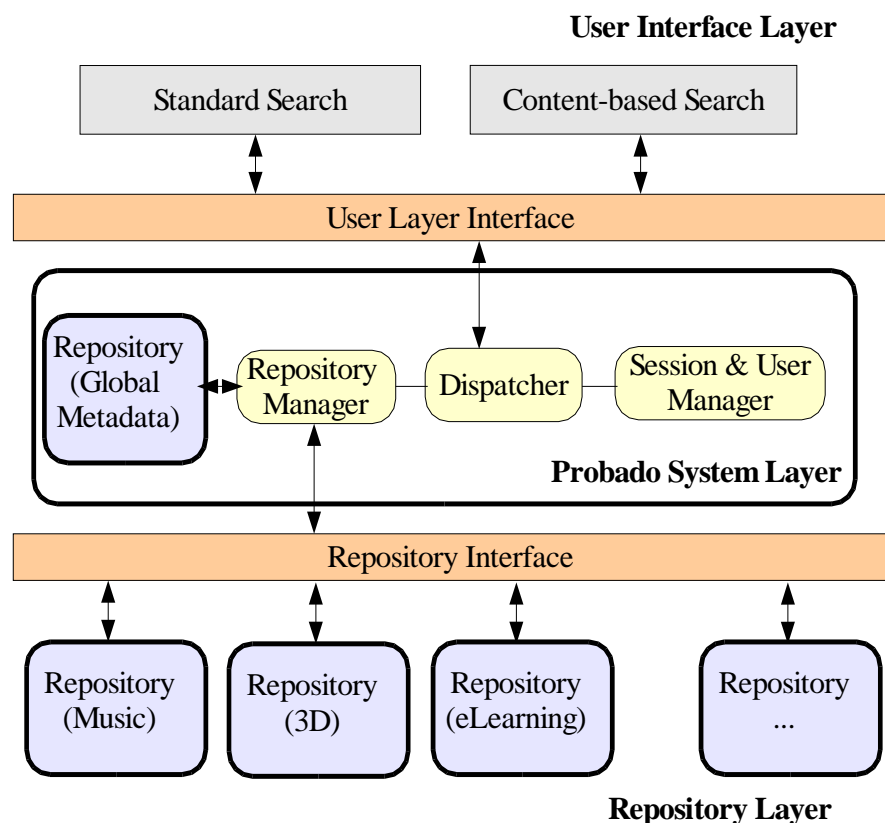 User Interface Layer
Standard Search
Content-based Search
User Layer Interface
Repository
(Global
Metadata)
Repository
Manager
Dispatcher
Session & User
Manager
Probado System Layer
Repository Interface
Repository
(Music)
Repository
(3D)
Repository
(eLearning)
Repository
...
Repository Layer